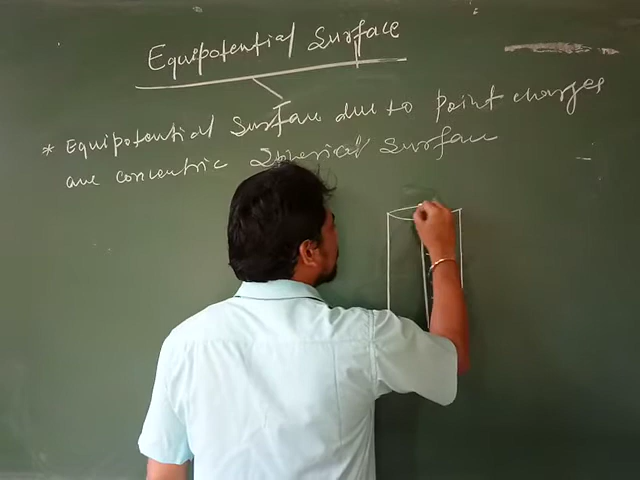 Equipotential Surface
* Equipotential Surface due to point charges
are concentric Spherical Surface